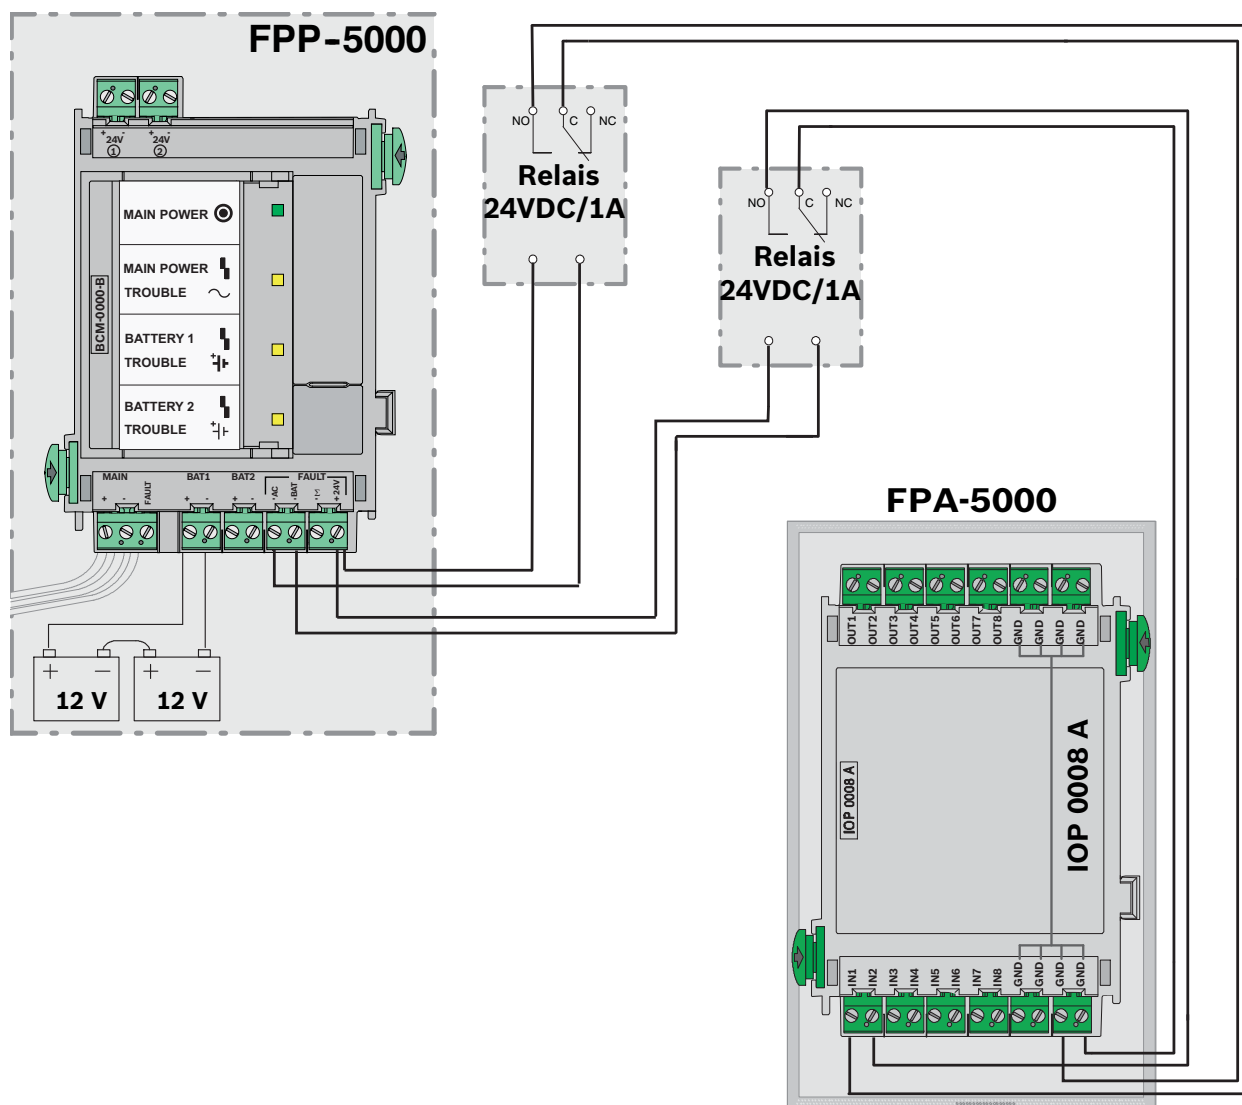 FPP-5000
+ - + -
24V 24V
1 2
MAIN POWER
MAIN POWER
TROUBLE
BATTERY 1
TROUBLE
BATTERY 2
TROUBLE
BCM-0000-B
MAIN BAT1 BAT2 FAULT
+ - FAULT + - + - -AC -BAT -(-) +24V
+ - + -
12 V 12 V
NO C NC
Relais
24VDC/1A
NO C NC
Relais
24VDC/1A
FPA-5000
OUT1 OUT2 OUT3 OUT4 OUT5 OUT6 OUT7 OUT8 GND GND GND GND
IOP 0008 A
IOP 0008 A
IN1 IN2 IN3 IN4 IN5 IN6 IN7 IN8 GND GND GND GND